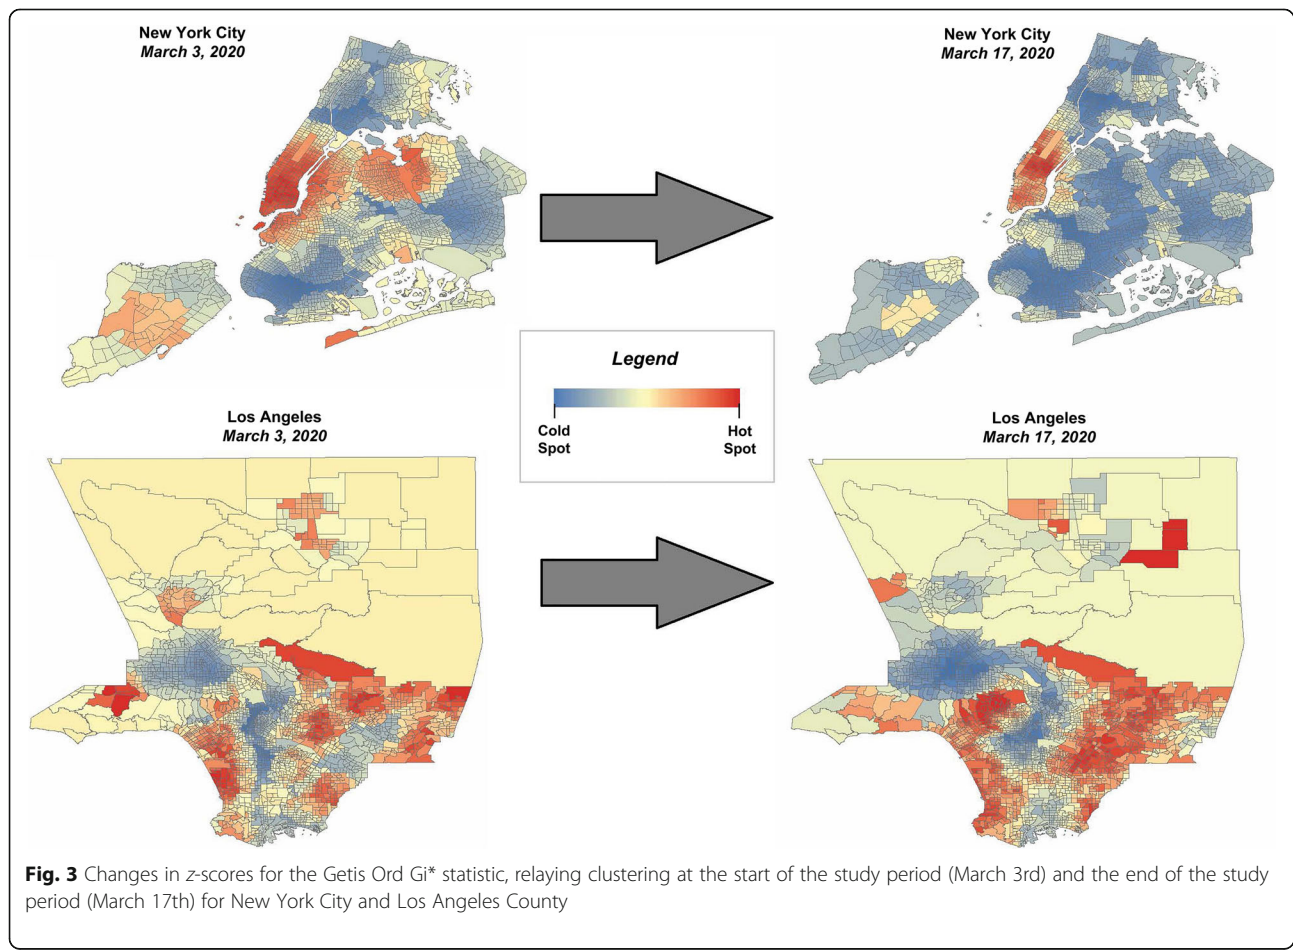 New York City
March 3, 2020
New York City
March 17, 2020
Legend
Cold
Spot
Hot
Spot
Los Angeles
March 3, 2020
Los Angeles
March 17, 2020
Fig. 3 Changes in z-scores for the Getis Ord Gi* statistic, relaying clustering at the start of the study period (March 3rd) and the end of the study
period (March 17th) for New York City and Los Angeles County